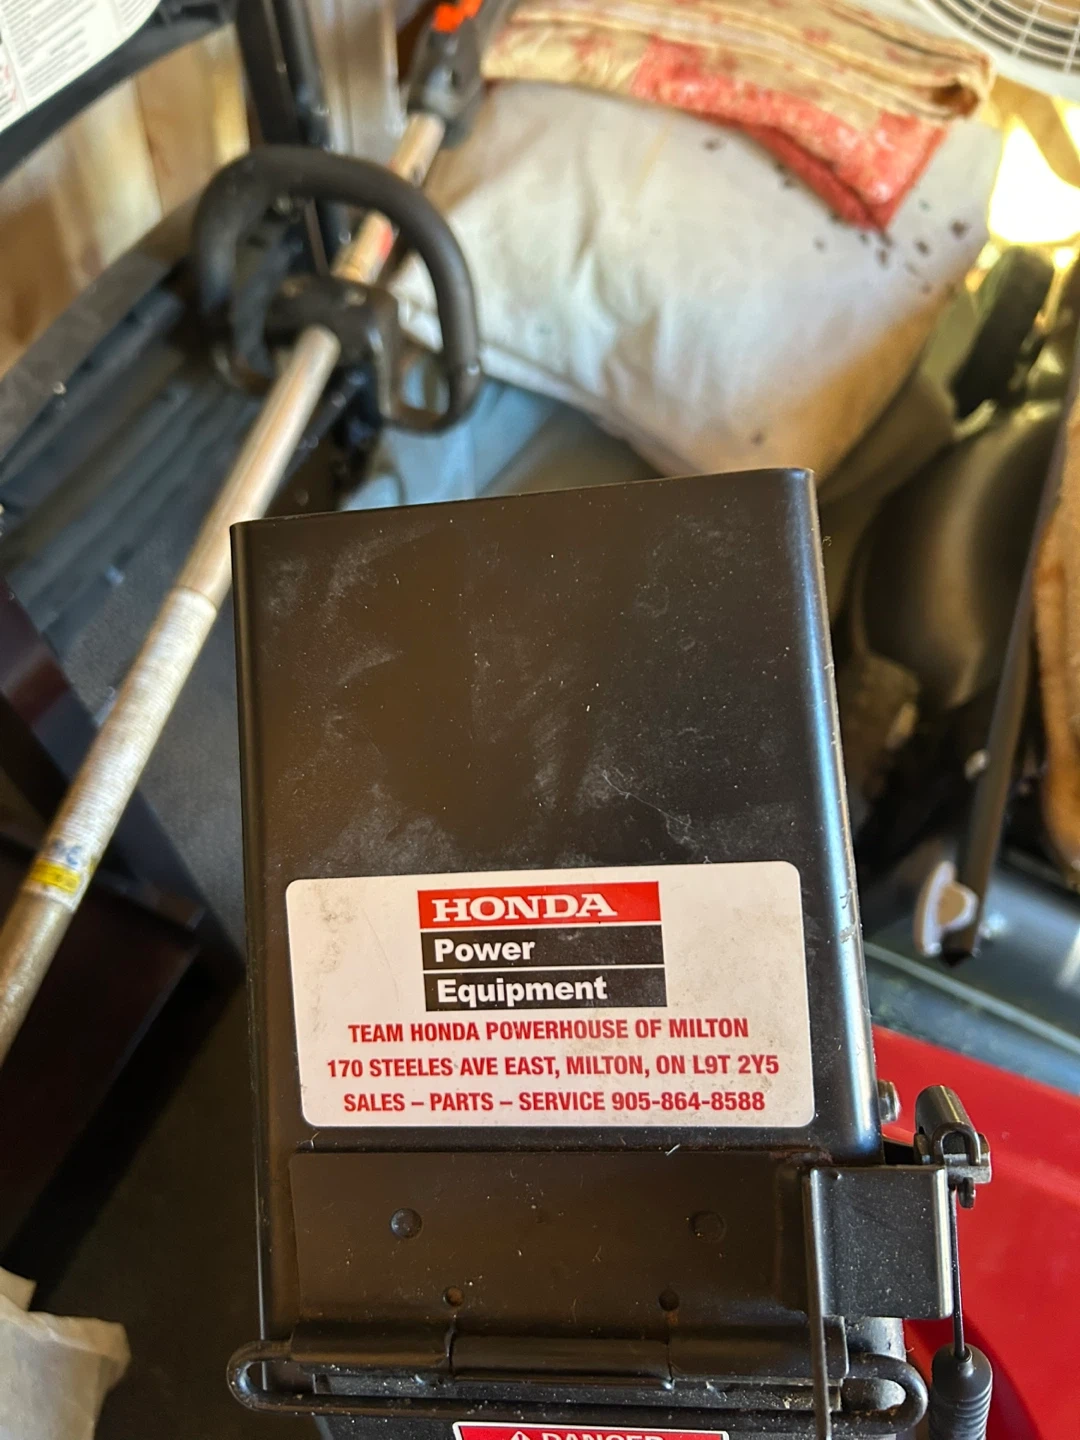 HONDA
Power
Equipment
TEAM HONDA POWERHOUSE OF MILTON
170 STEELES AVE EAST, MILTON, ON L9T 2Y5
SALES – PARTS – SERVICE 905-864-8588
DANGER